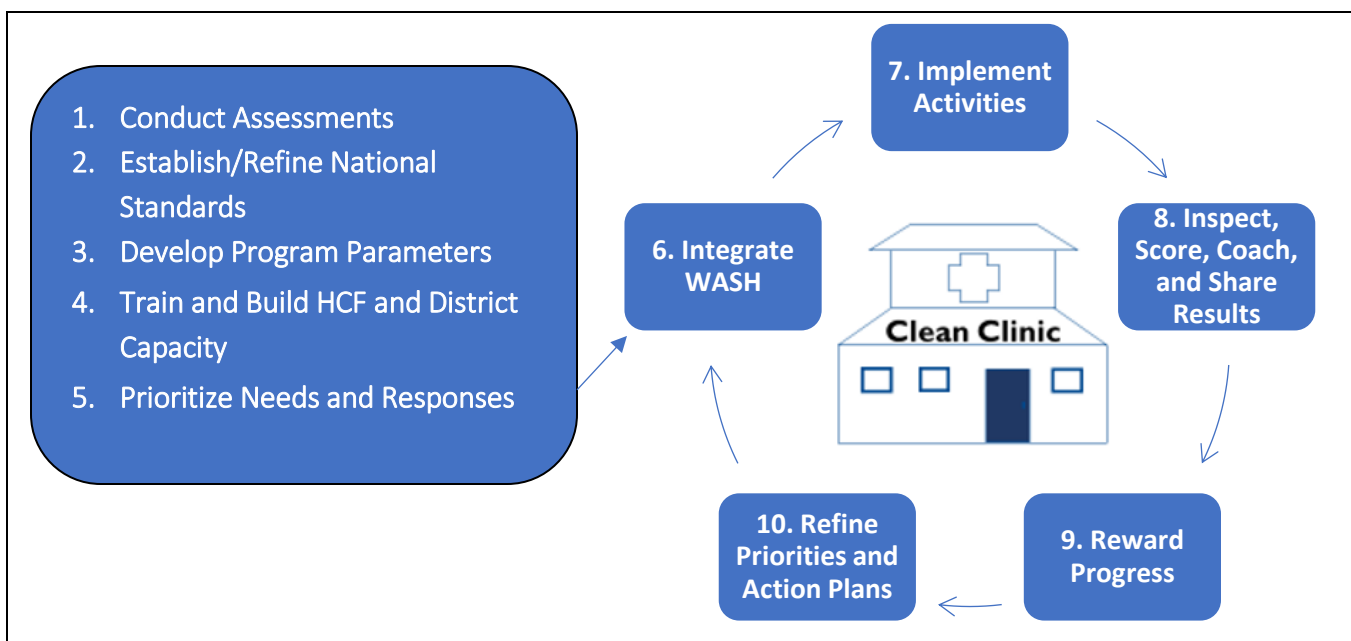 1. Conduct Assessments
2. Establish/Refine National
Standards
3. Develop Program Parameters
4. Train and Build HCF and District
Capacity
5. Prioritize Needs and Responses
6. Integrate
WASH
7. Implement
Activities
8. Inspect,
Score, Coach,
and Share
Results
9. Reward
Progress
10. Refine
Priorities and
Action Plans
Clean Clinic